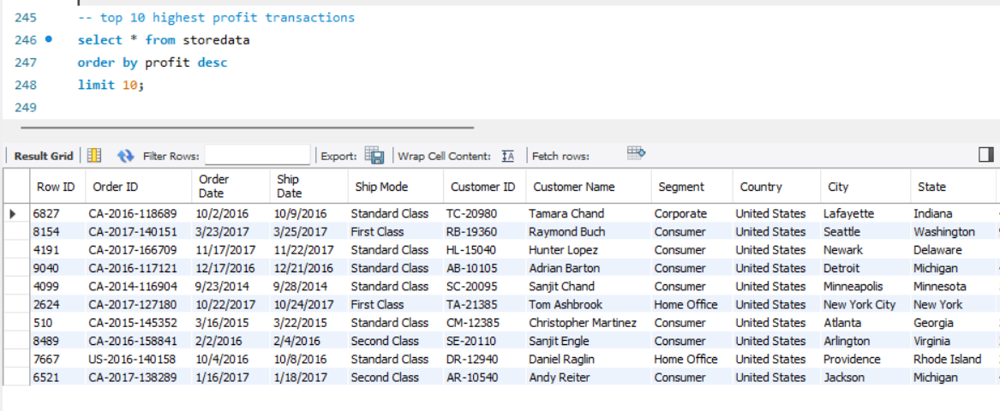 245 -- top 10 highest profit transactions
246 select * from storedata
247 order by profit desc
248 limit 10;
249
Result Grid Filter Rows: Export: Wrap Cell Content: IA Fetch rows:
Row ID Order ID Order Date Ship Date Ship Mode Customer ID Customer Name Segment Country City State
6827 CA-2016-118689 10/2/2016 10/9/2016 Standard Class TC-20980 Tamara Chand Corporate United States Lafayette Indiana
8154 CA-2017-140151 3/23/2017 3/25/2017 First Class RB-19360 Raymond Buch Consumer United States Seattle Washington
4191 CA-2017-166709 11/17/2017 11/22/2017 Standard Class HL-15040 Hunter Lopez Consumer United States Newark Delaware
9040 CA-2016-117121 12/17/2016 12/21/2016 Standard Class AB-10105 Adrian Barton Consumer United States Detroit Michigan
4099 CA-2014-116904 9/23/2014 9/28/2014 Standard Class SC-20095 Sanjit Chand Consumer United States Minneapolis Minnesota
2624 CA-2017-127180 10/22/2017 10/24/2017 First Class TA-21385 Tom Ashbrook Home Office United States New York City New York
510 CA-2015-145352 3/16/2015 3/22/2015 Standard Class CM-12385 Christopher Martinez Consumer United States Atlanta Georgia
8489 CA-2016-158841 2/2/2016 2/4/2016 Second Class SE-20110 Sanjit Engle Consumer United States Arlington Virginia
7667 US-2016-140158 10/4/2016 10/8/2016 Standard Class DR-12940 Daniel Raglin Home Office United States Providence Rhode Island
6521 CA-2017-138289 1/16/2017 1/18/2017 Second Class AR-10540 Andy Reiter Consumer United States Jackson Michigan